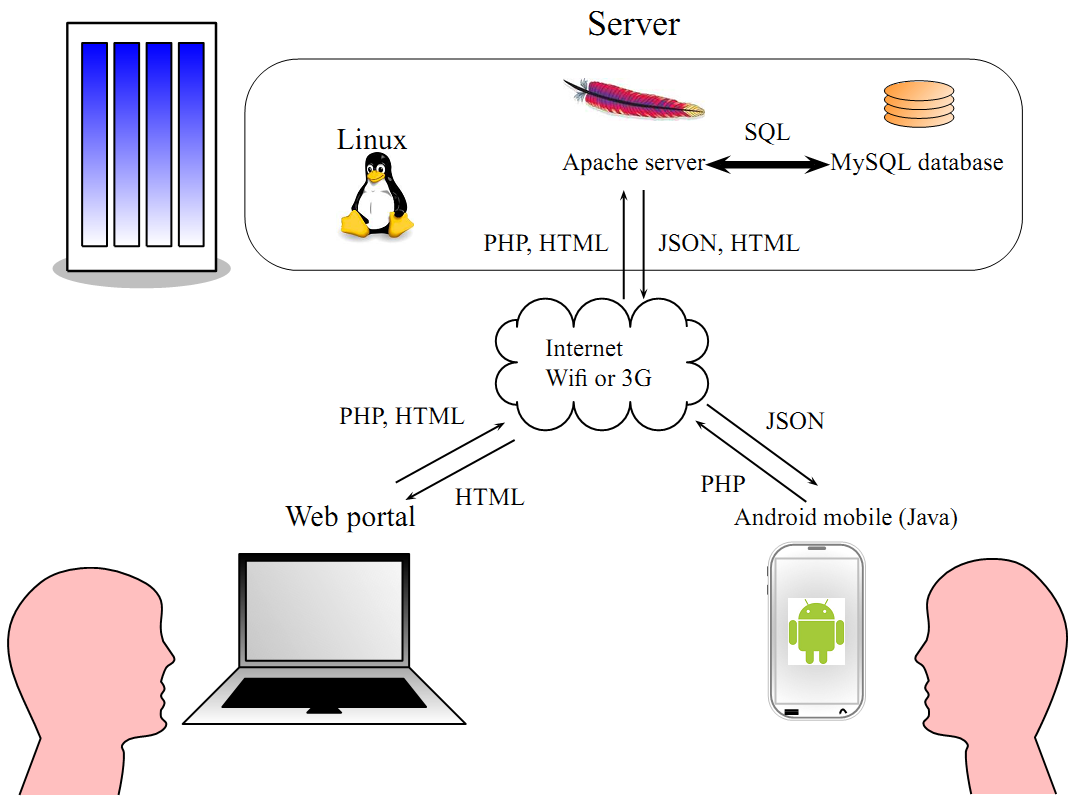 Server
Linux
SQL
Apache server
MySQL database
PHP, HTML
JSON, HTML
Internet
Wifi or 3G
PHP, HTML
HTML
JSON
PHP
Web portal
Android mobile (Java)